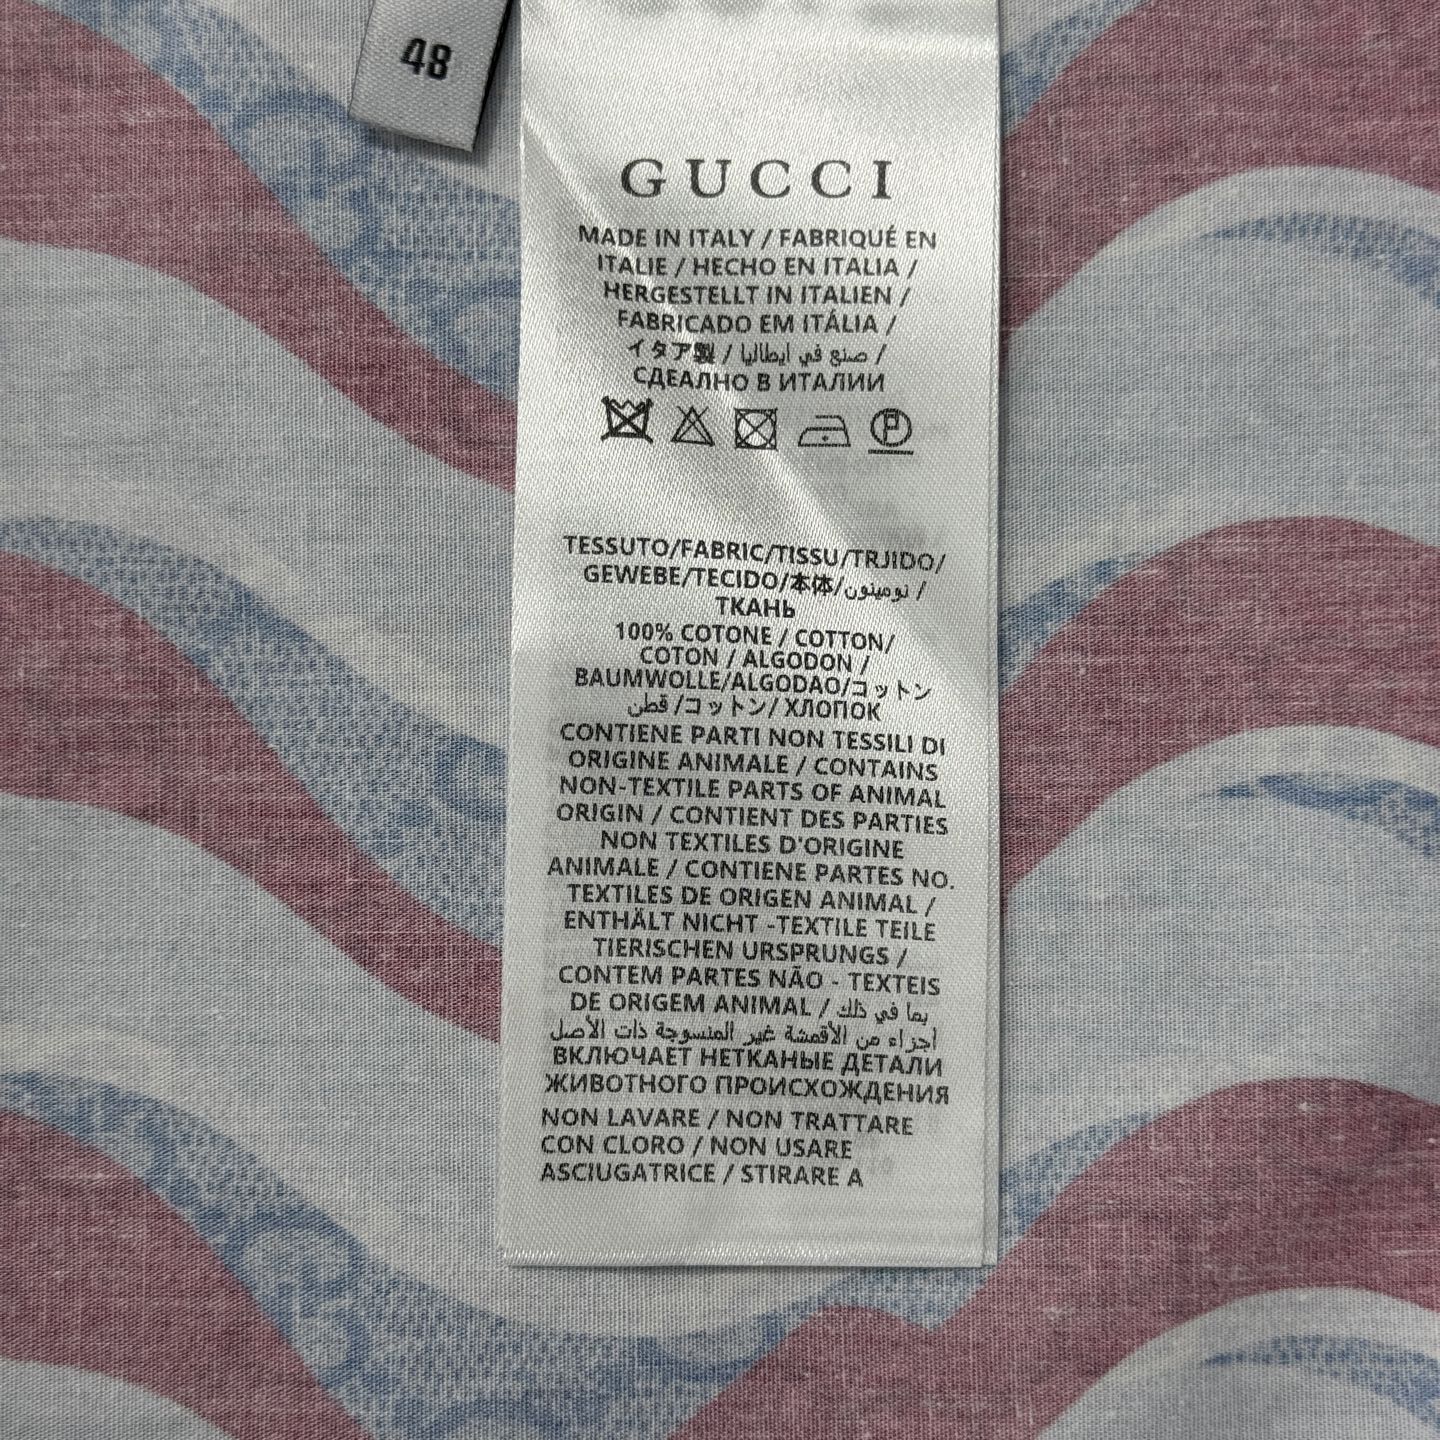 48
GUCCI
MADE IN ITALY / FABRIQUÉ EN
ITALIE / HECHO EN ITALIA /
HERGESTELLT IN ITALIEN /
FABRICADO EM ITÁLIA /
イタア製 / صنع في ايطاليا /
СДЕАЛНО В ИТАЛИИ
P
TESSUTO/FABRIC/TISSU/TRJIDO/
GEWEBE/TECIDO/本体/نومينون /
ТКАНЬ
100% COTONE / COTTON/
COTON / ALGODON /
BAUMWOLLE/ALGODAO/コットン
قطن /コットン/ ХЛОПОК
CONTIENE PARTI NON TESSILI DI
ORIGINE ANIMALE / CONTAINS
NON-TEXTILE PARTS OF ANIMAL
ORIGIN / CONTIENT DES PARTIES
NON TEXTILES D'ORIGINE
ANIMALE / CONTIENE PARTES NO.
TEXTILES DE ORIGEN ANIMAL /
ENTHÄLT NICHT -TEXTILE TEILE
TIERISCHEN URSPRUNGS /
CONTEM PARTES NÃO - TEXTEIS
DE ORIGEM ANIMAL / بما في ذلك
أجزاء من الأقمشة غير المنسوجة ذات الأصل
ВКЛЮЧАЕТ НЕТКАНЫЕ ДЕТАЛИ
ЖИВОТНОГО ПРОИСХОЖДЕНИЯ
NON LAVARE / NON TRATTARE
CON CLORO / NON USARE
ASCIUGATRICE / STIRARE A